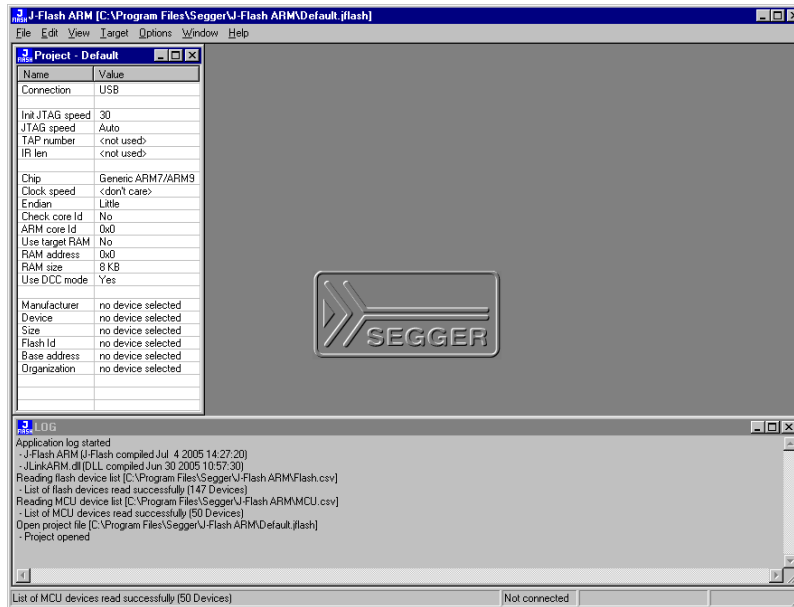 J-Flash ARM [C:\Program Files\Segger\J-Flash ARM\Default.jflash]
File Edit View Target Options Window Help
Project - Default
Name Value
Connection USB
Init JTAG speed 30
JTAG speed Auto
TAP number <not used>
IR len <not used>
Chip Generic ARM7/ARM9
Clock speed <don't care>
Endian Little
Check core Id No
ARM core Id 0x0
Use target RAM No
RAM address 0x0
RAM size 8 KB
Use DCC mode Yes
Manufacturer no device selected
Device no device selected
Size no device selected
Flash Id no device selected
Base address no device selected
Organization no device selected
SEGGER
LOG
Application log started
- J-Flash ARM (J-Flash compiled Jul 4 2005 14:27:20)
- JLinkARM.dll (DLL compiled Jun 30 2005 10:57:30)
Reading flash device list [C:\Program Files\Segger\J-Flash ARM\Flash.csv]
- List of flash devices read successfully (147 Devices)
Reading MCU device list [C:\Program Files\Segger\J-Flash ARM\MCU.csv]
- List of MCU devices read successfully (50 Devices)
Open project file [C:\Program Files\Segger\J-Flash ARM\Default.jflash]
- Project opened
List of MCU devices read successfully (50 Devices) Not connected